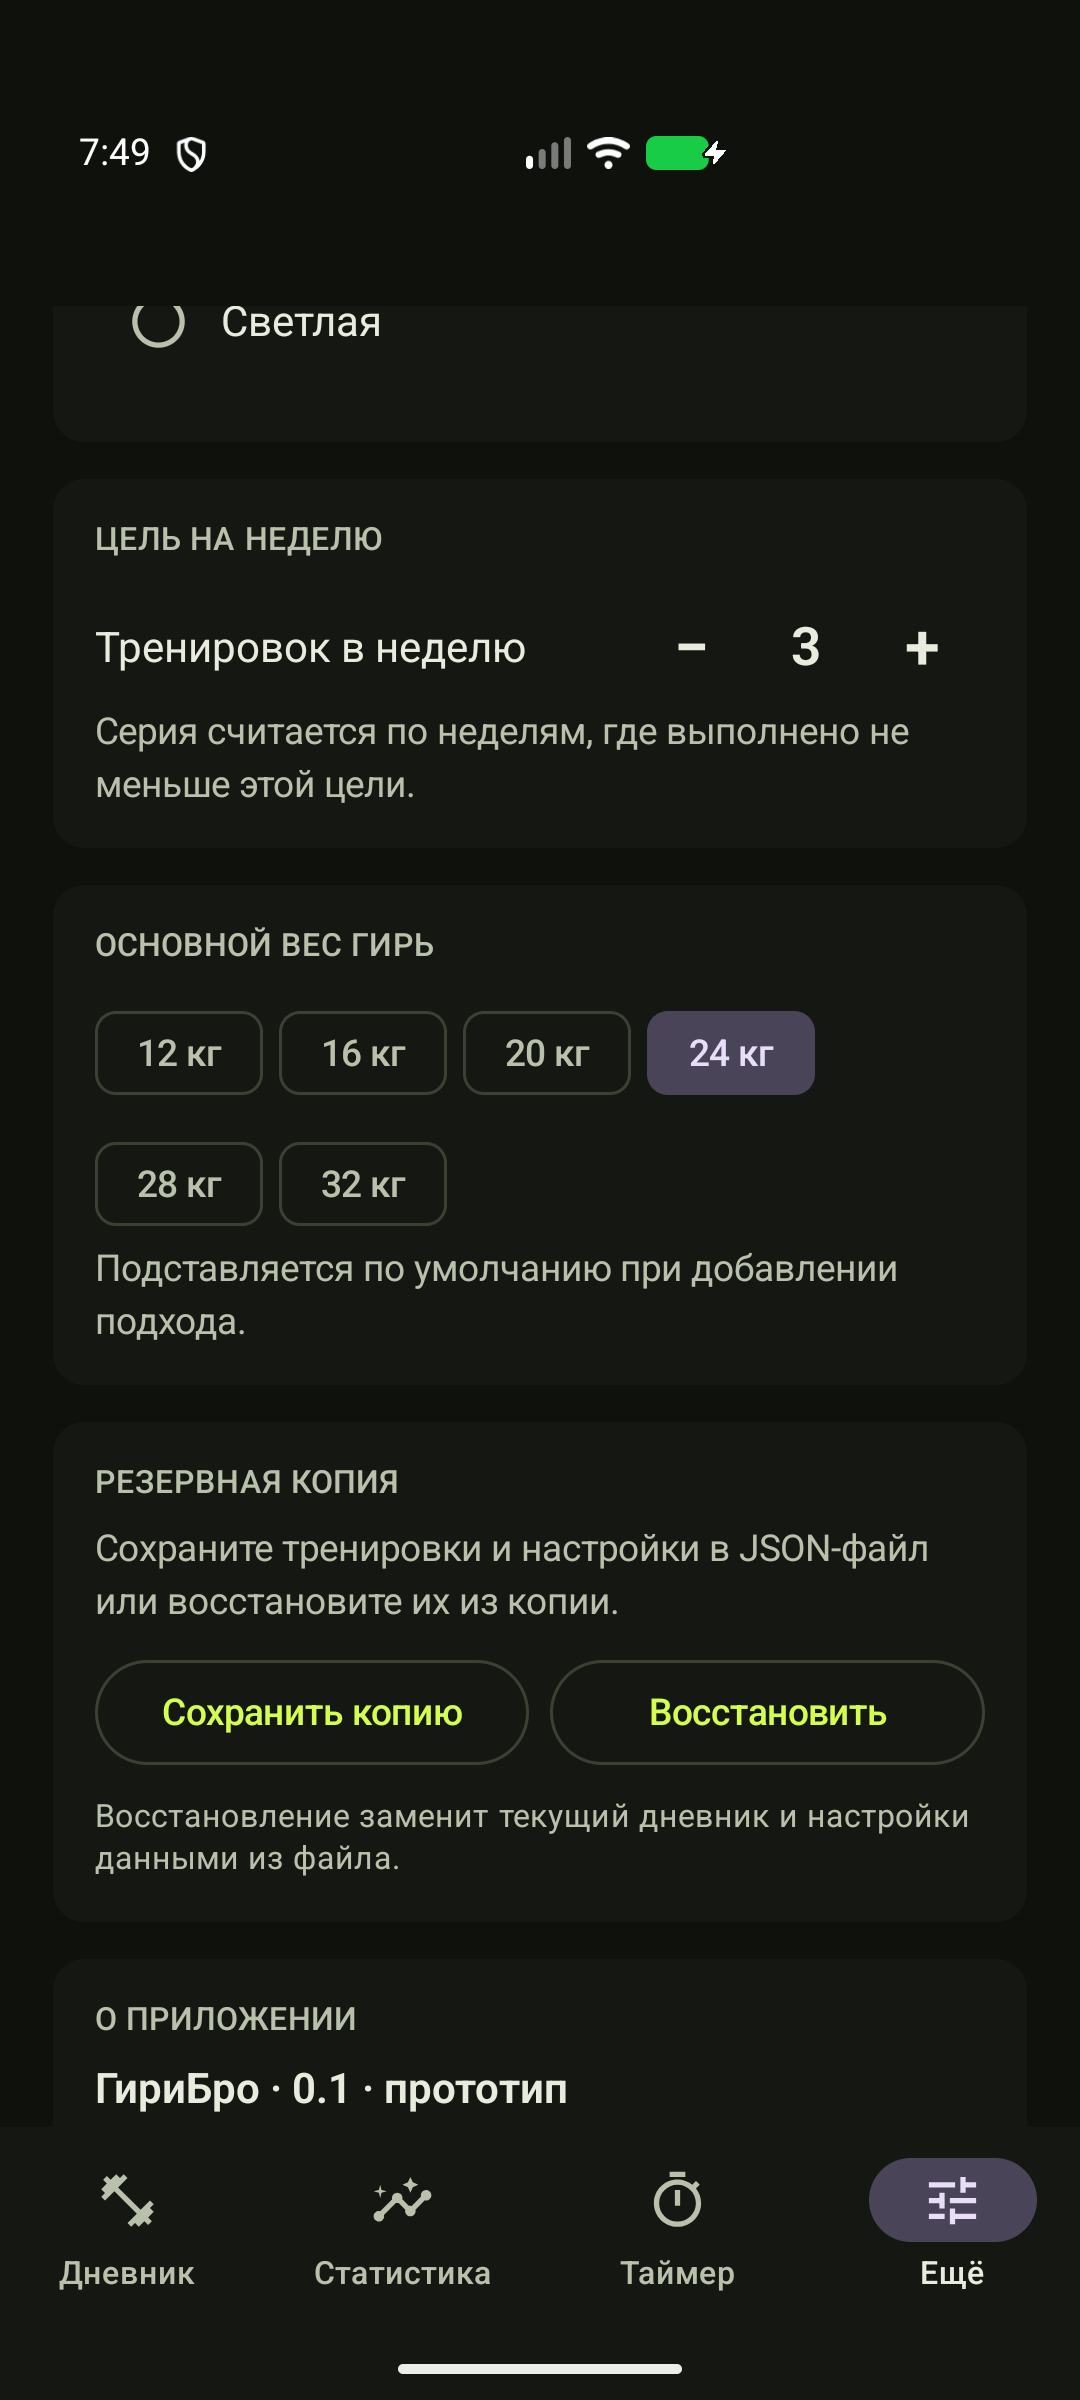 7:49
Светлая
ЦЕЛЬ НА НЕДЕЛЮ
Тренировок в неделю − 3 +
Серия считается по неделям, где выполнено не
меньше этой цели.
ОСНОВНОЙ ВЕС ГИРЬ
12 кг 16 кг 20 кг 24 кг
28 кг 32 кг
Подставляется по умолчанию при добавлении
подхода.
РЕЗЕРВНАЯ КОПИЯ
Сохраните тренировки и настройки в JSON-файл
или восстановите их из копии.
Сохранить копию Восстановить
Восстановление заменит текущий дневник и настройки
данными из файла.
О ПРИЛОЖЕНИИ
ГириБро · 0.1 · прототип
Дневник Статистика Таймер Ещё